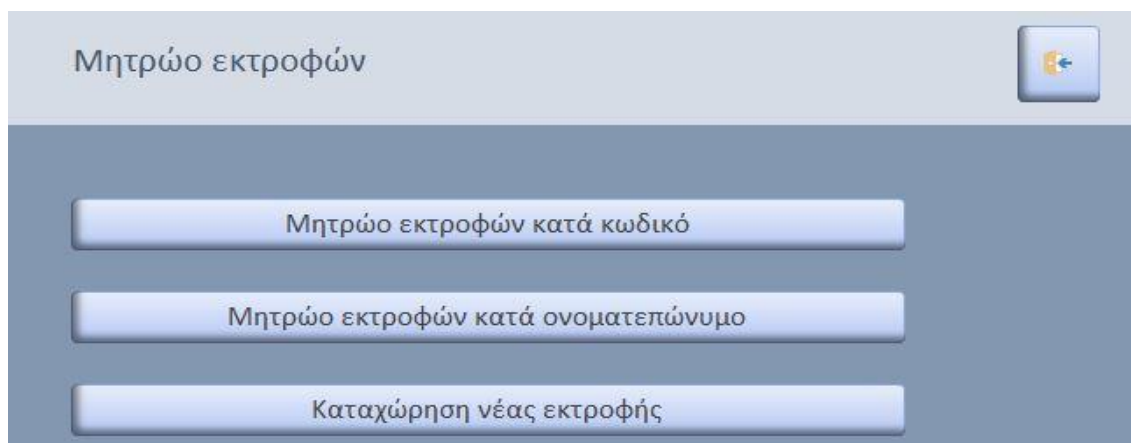 Μητρώο εκτροφών
Μητρώο εκτροφών κατά κωδικό
Μητρώο εκτροφών κατά ονοματεπώνυμο
Καταχώρηση νέας εκτροφής